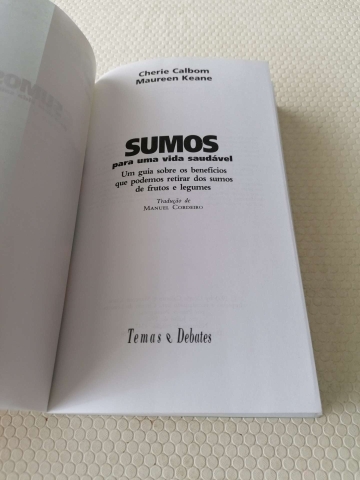 Cherie Calbom
Maureen Keane
SUMOS
para uma vida saudável
Um guia sobre os benefícios
que podemos retirar dos sumos
de frutos e legumes
Tradução de
MANUEL CORDEIRO
Temas e Debates